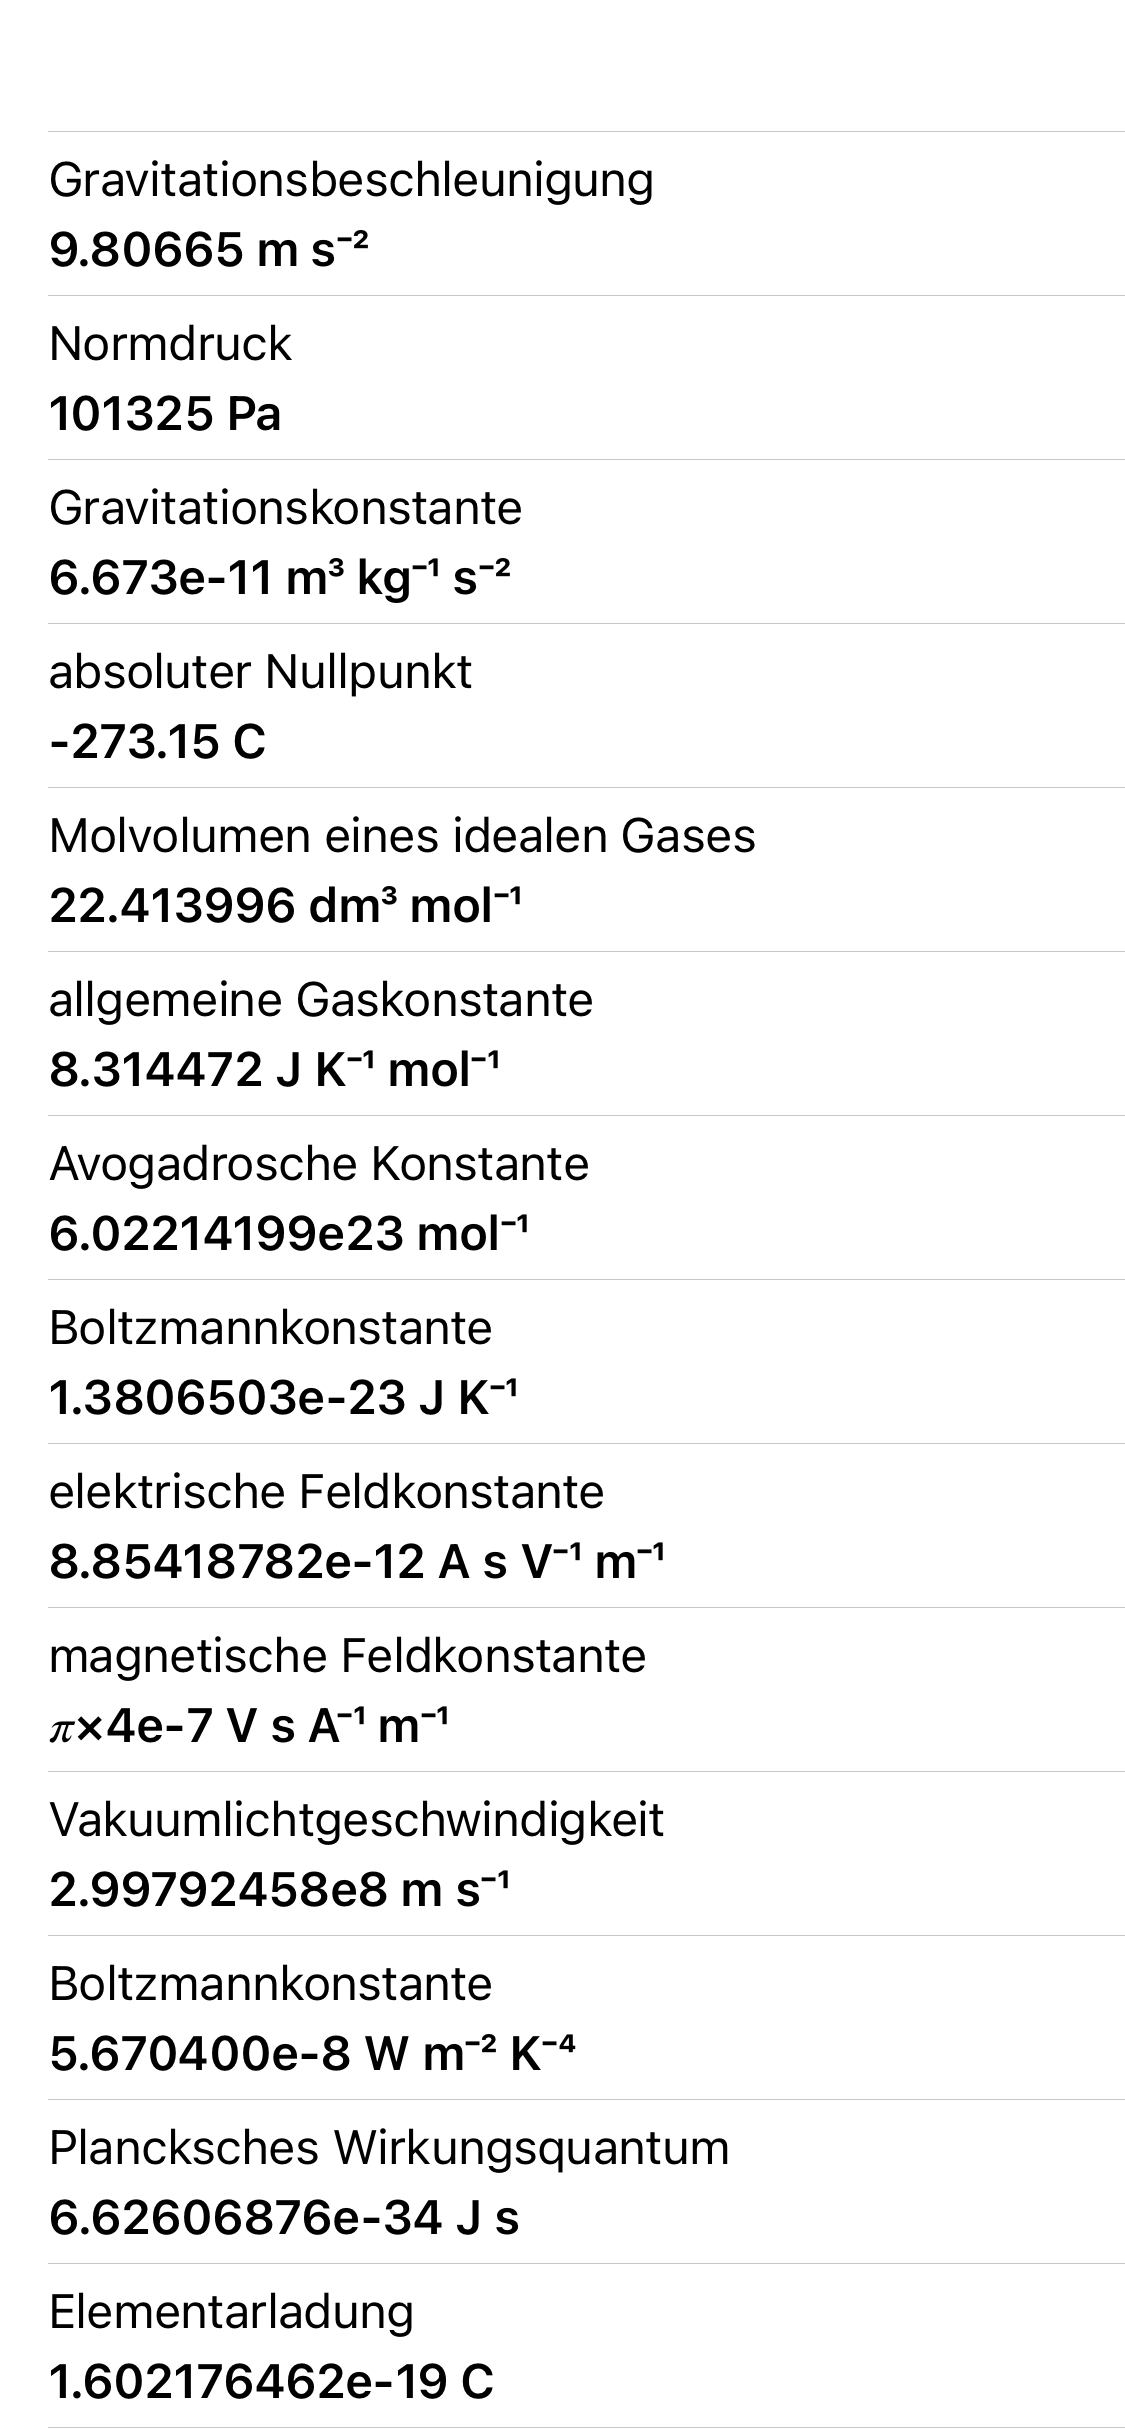 Gravitationsbeschleunigung
9.80665 m s⁻²
Normdruck
101325 Pa
Gravitationskonstante
6.673e-11 m³ kg⁻¹ s⁻²
absoluter Nullpunkt
-273.15 C
Molvolumen eines idealen Gases
22.413996 dm³ mol⁻¹
allgemeine Gaskonstante
8.314472 J K⁻¹ mol⁻¹
Avogadrosche Konstante
6.02214199e23 mol⁻¹
Boltzmannkonstante
1.3806503e-23 J K⁻¹
elektrische Feldkonstante
8.85418782e-12 A s V⁻¹ m⁻¹
magnetische Feldkonstante
𝜋×4e-7 V s A⁻¹ m⁻¹
Vakuumlichtgeschwindigkeit
2.99792458e8 m s⁻¹
Boltzmannkonstante
5.670400e-8 W m⁻² K⁻⁴
Plancksches Wirkungsquantum
6.62606876e-34 J s
Elementarladung
1.602176462e-19 C